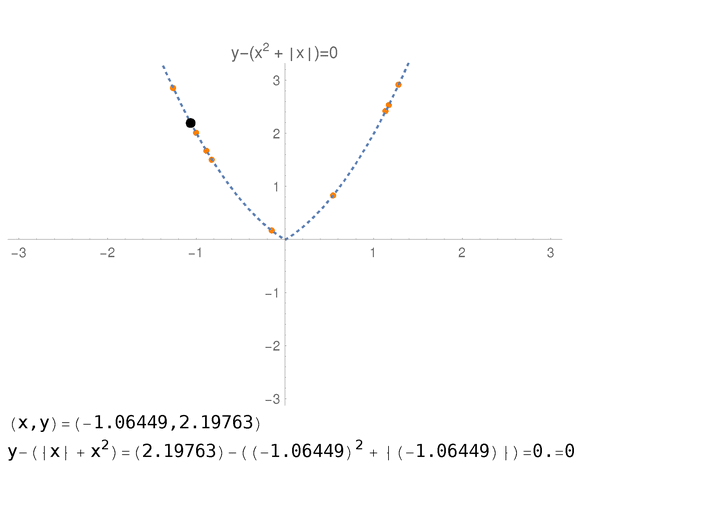 y−(x² + |x|)=0
3
2
1
−3 −2 −1 1 2 3
−1
−2
−3
(x,y)=(−1.06449,2.19763)
y−(|x| + x²)=(2.19763)−((−1.06449)² + |(−1.06449)|)=0.=0